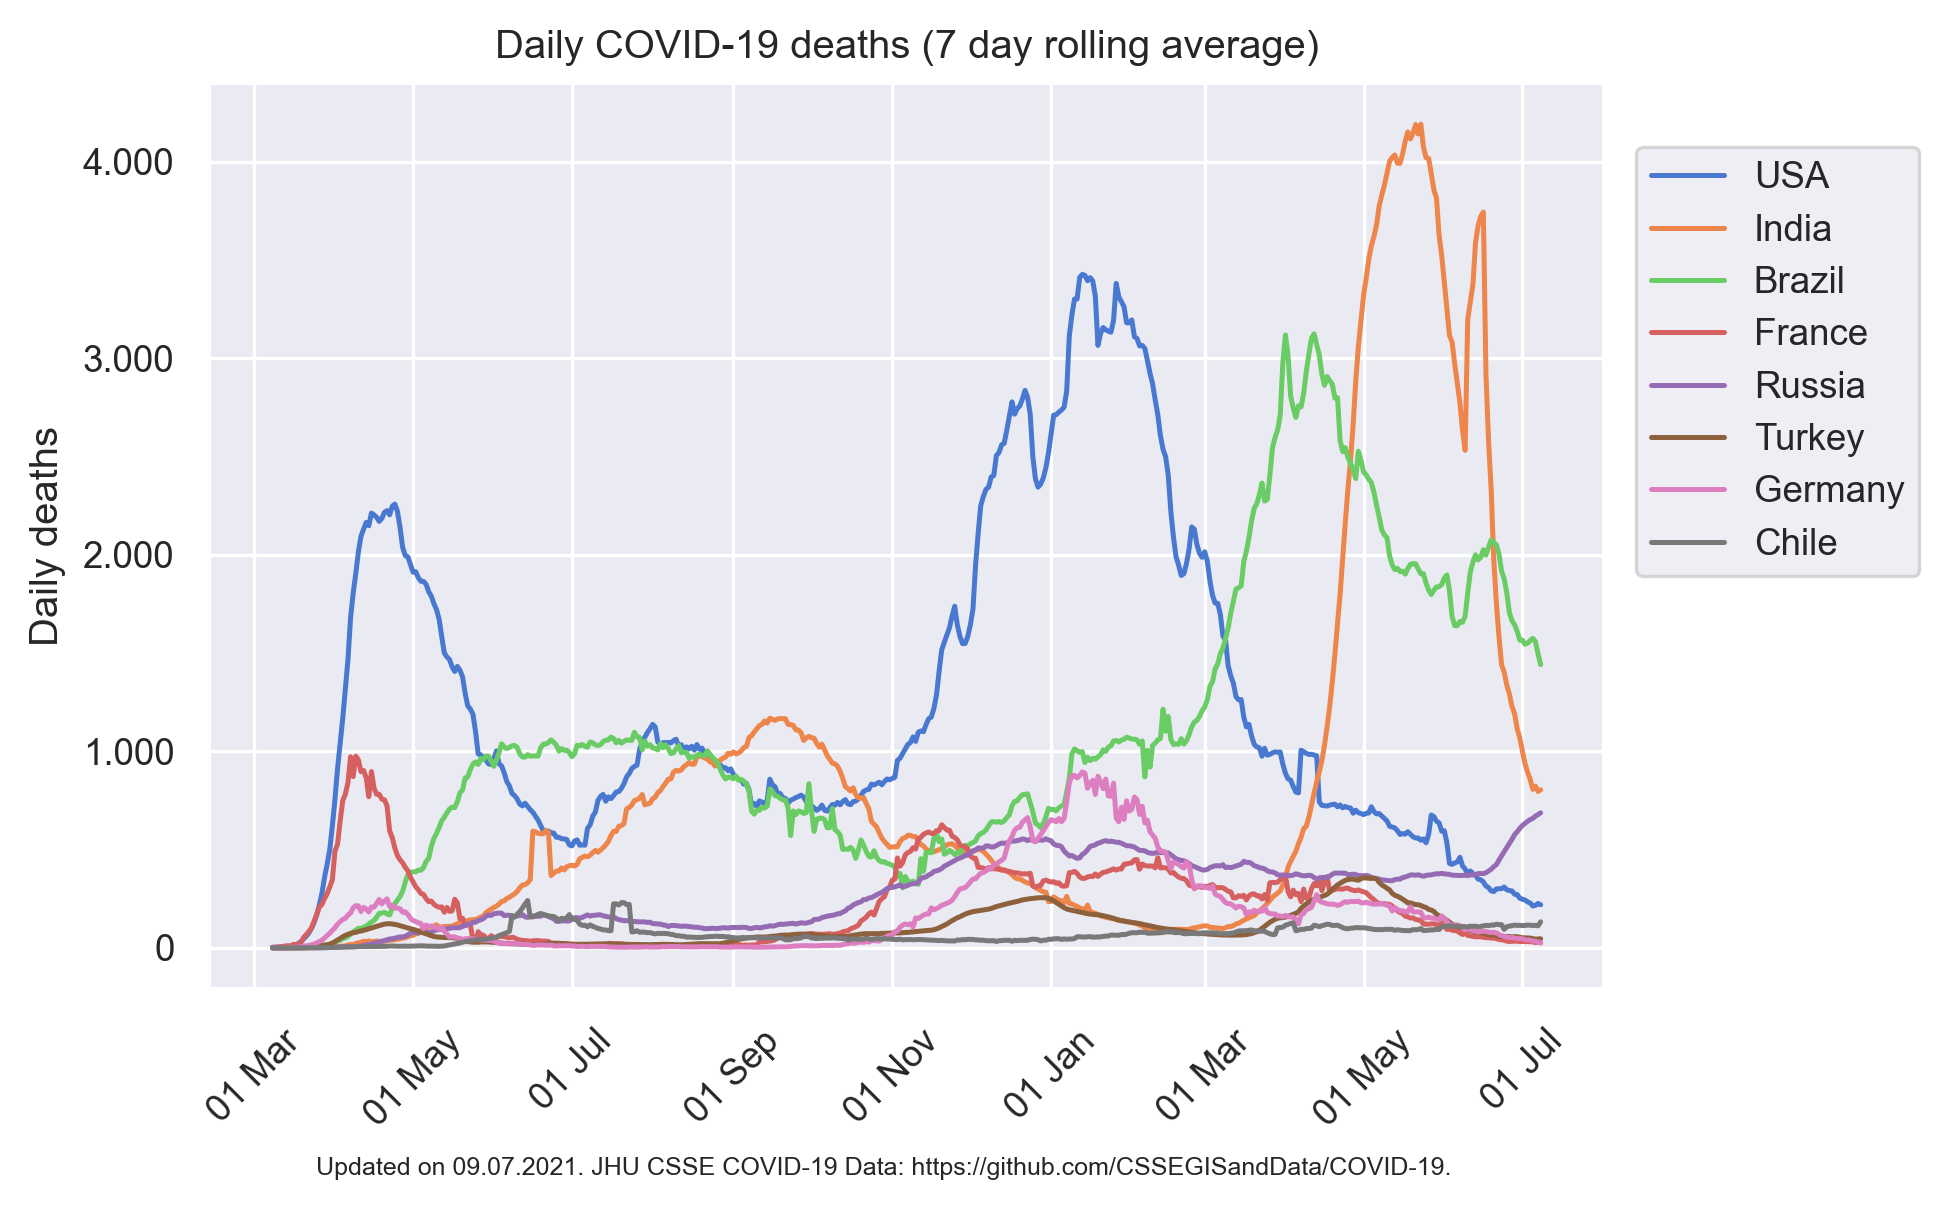 Daily COVID-19 deaths (7 day rolling average)
Daily deaths
4.000
3.000
2.000
1.000
0
01 Mar
01 May
01 Jul
01 Sep
01 Nov
01 Jan
01 Mar
01 May
01 Jul
USA
India
Brazil
France
Russia
Turkey
Germany
Chile
Updated on 09.07.2021. JHU CSSE COVID-19 Data: https://github.com/CSSEGISandData/COVID-19.